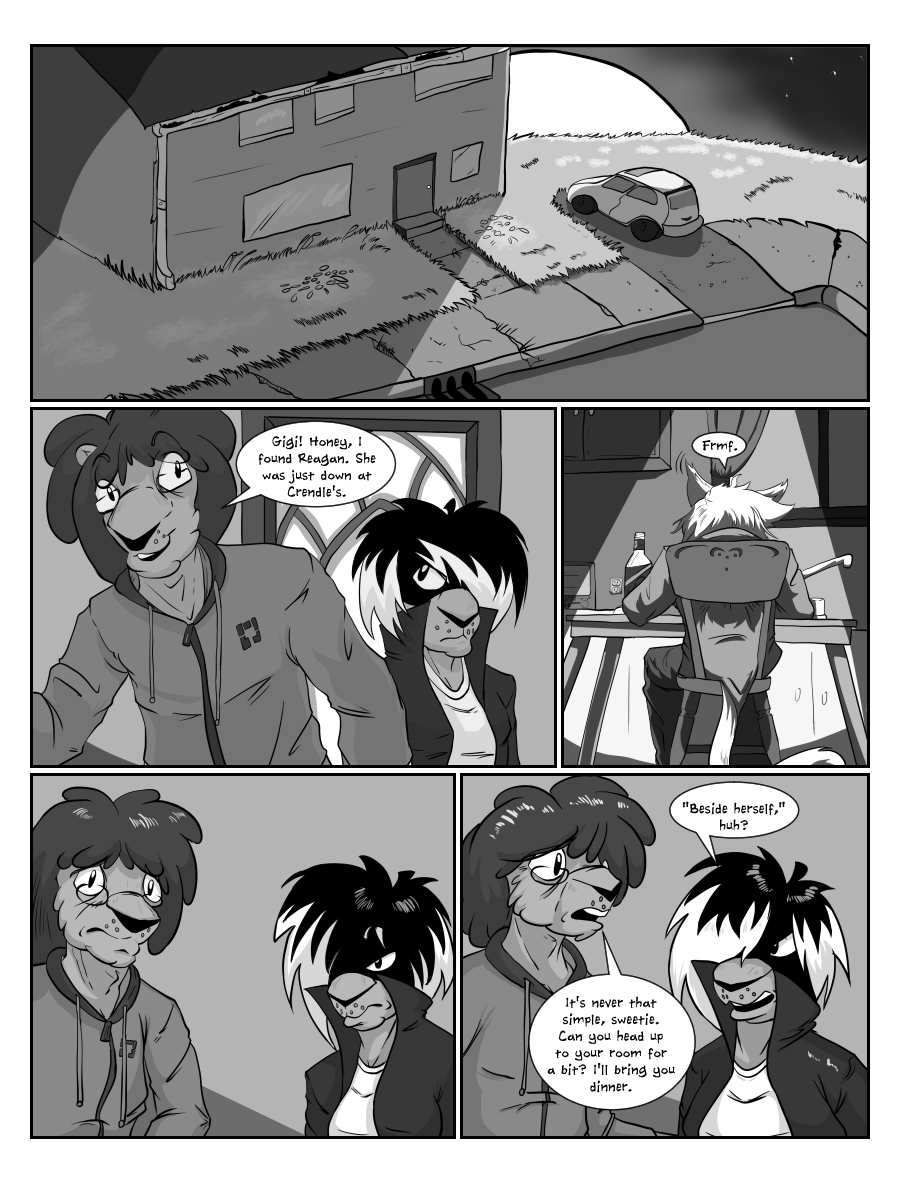 Gigi! Honey, I
found Reagan. She
was just down at
Crendle's.
Frmf.
"Beside herself,"
huh?
It's never that
simple, sweetie.
Can you head up
to your room for
a bit? I'll bring you
dinner.